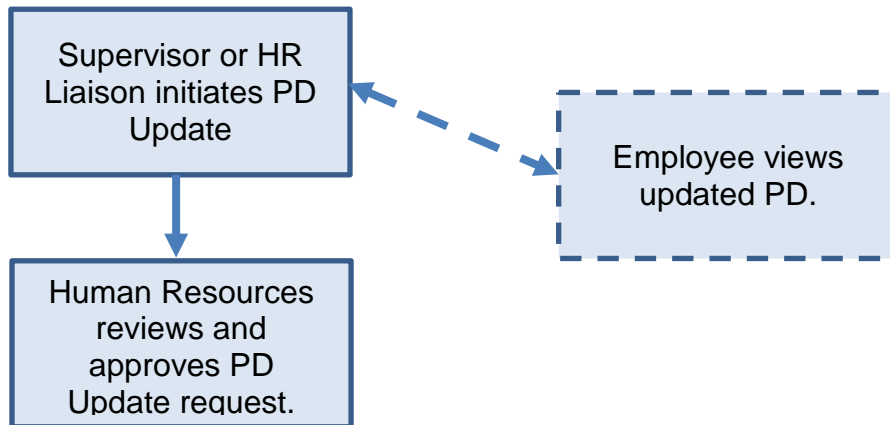 Supervisor or HR
Liaison initiates PD
Update
Employee views
updated PD.
Human Resources
reviews and
approves PD
Update request.